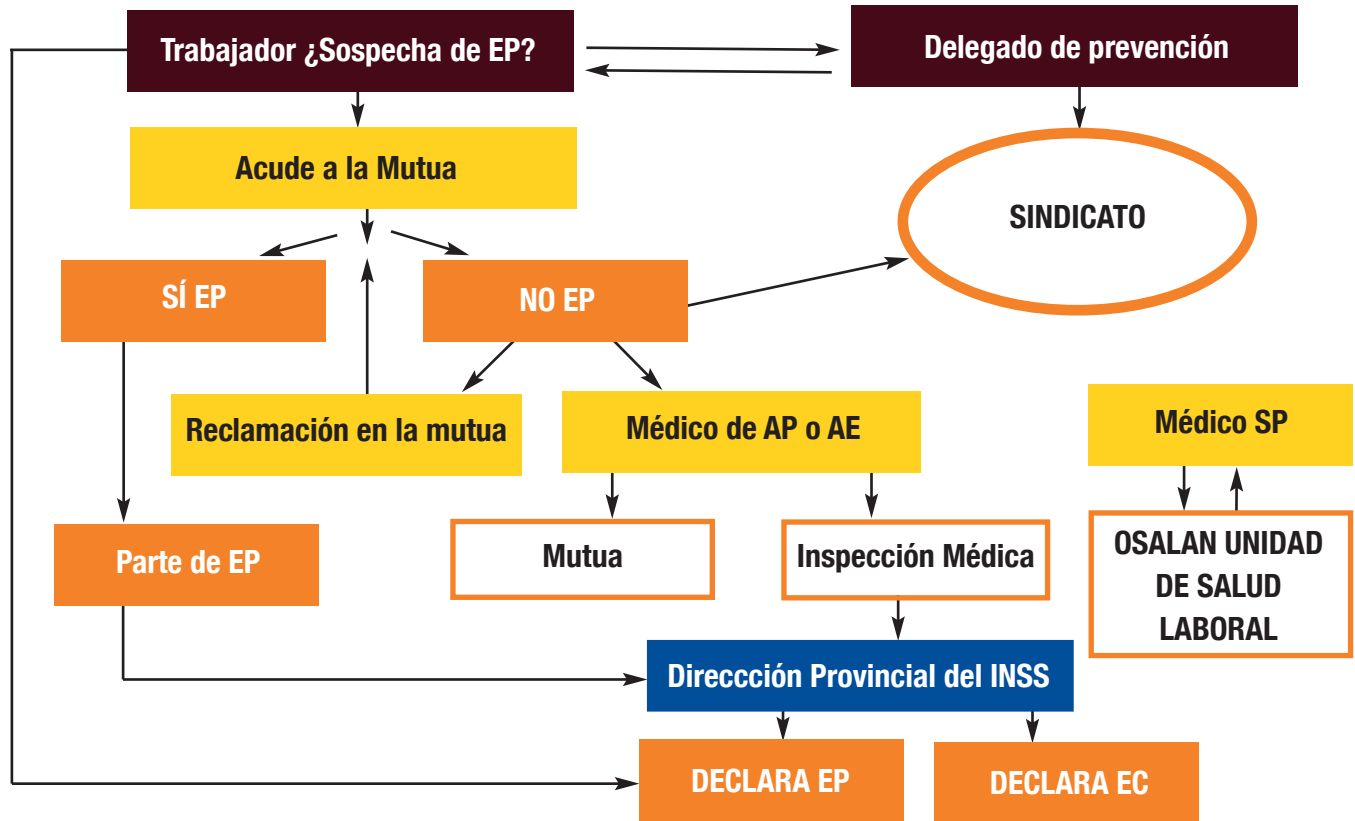 Trabajador ¿Sospecha de EP?
Delegado de prevención
Acude a la Mutua
SINDICATO
SÍ EP
NO EP
Reclamación en la mutua
Médico de AP o AE
Médico SP
Parte de EP
Mutua
Inspección Médica
OSALAN UNIDAD
DE SALUD
LABORAL
Direccción Provincial del INSS
DECLARA EP
DECLARA EC